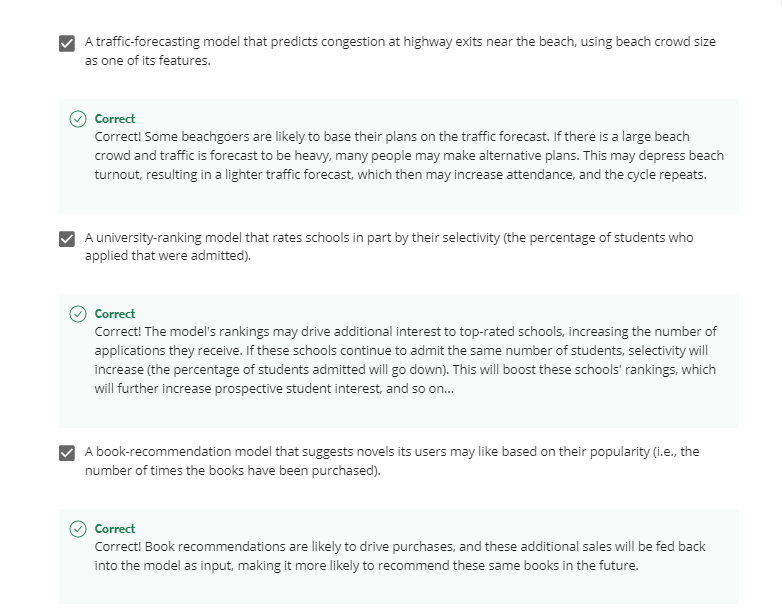 A traffic-forecasting model that predicts congestion at highway exits near the beach, using beach crowd size
as one of its features.
Correct
Correct! Some beachgoers are likely to base their plans on the traffic forecast. If there is a large beach
crowd and traffic is forecast to be heavy, many people may make alternative plans. This may depress beach
turnout, resulting in a lighter traffic forecast, which then may increase attendance, and the cycle repeats.
A university-ranking model that rates schools in part by their selectivity (the percentage of students who
applied that were admitted).
Correct
Correct! The model's rankings may drive additional interest to top-rated schools, increasing the number of
applications they receive. If these schools continue to admit the same number of students, selectivity will
increase (the percentage of students admitted will go down). This will boost these schools' rankings, which
will further increase prospective student interest, and so on...
A book-recommendation model that suggests novels its users may like based on their popularity (i.e., the
number of times the books have been purchased).
Correct
Correct! Book recommendations are likely to drive purchases, and these additional sales will be fed back
into the model as input, making it more likely to recommend these same books in the future.